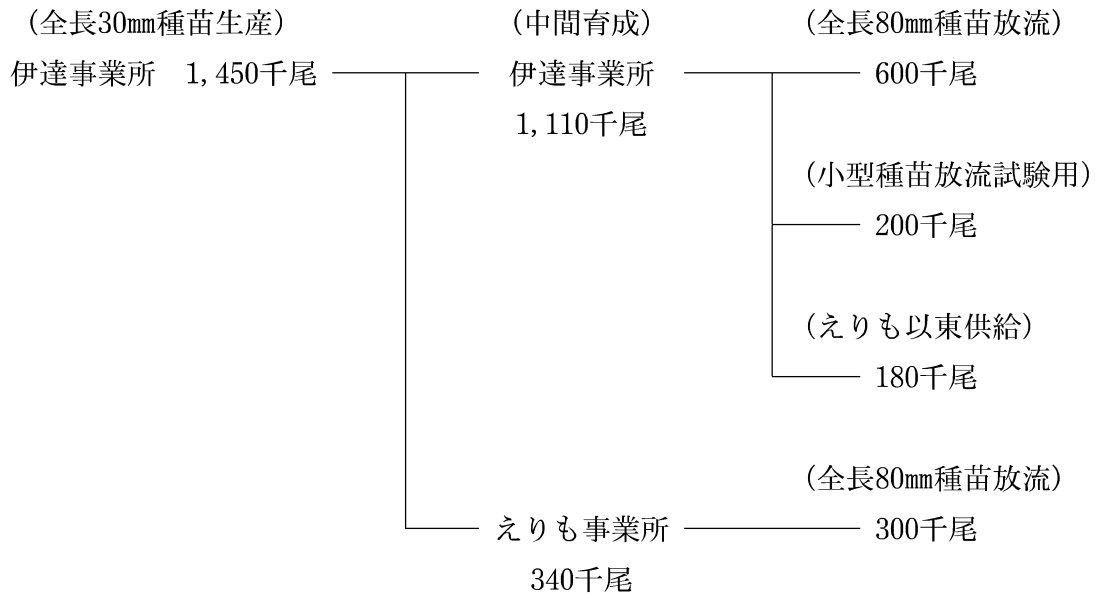 （全長30㎜種苗生産）
（中間育成）
（全長80㎜種苗放流）
伊達事業所　1,450千尾
伊達事業所
600千尾
1,110千尾
（小型種苗放流試験用）
200千尾
（えりも以東供給）
180千尾
（全長80㎜種苗放流）
えりも事業所
300千尾
340千尾